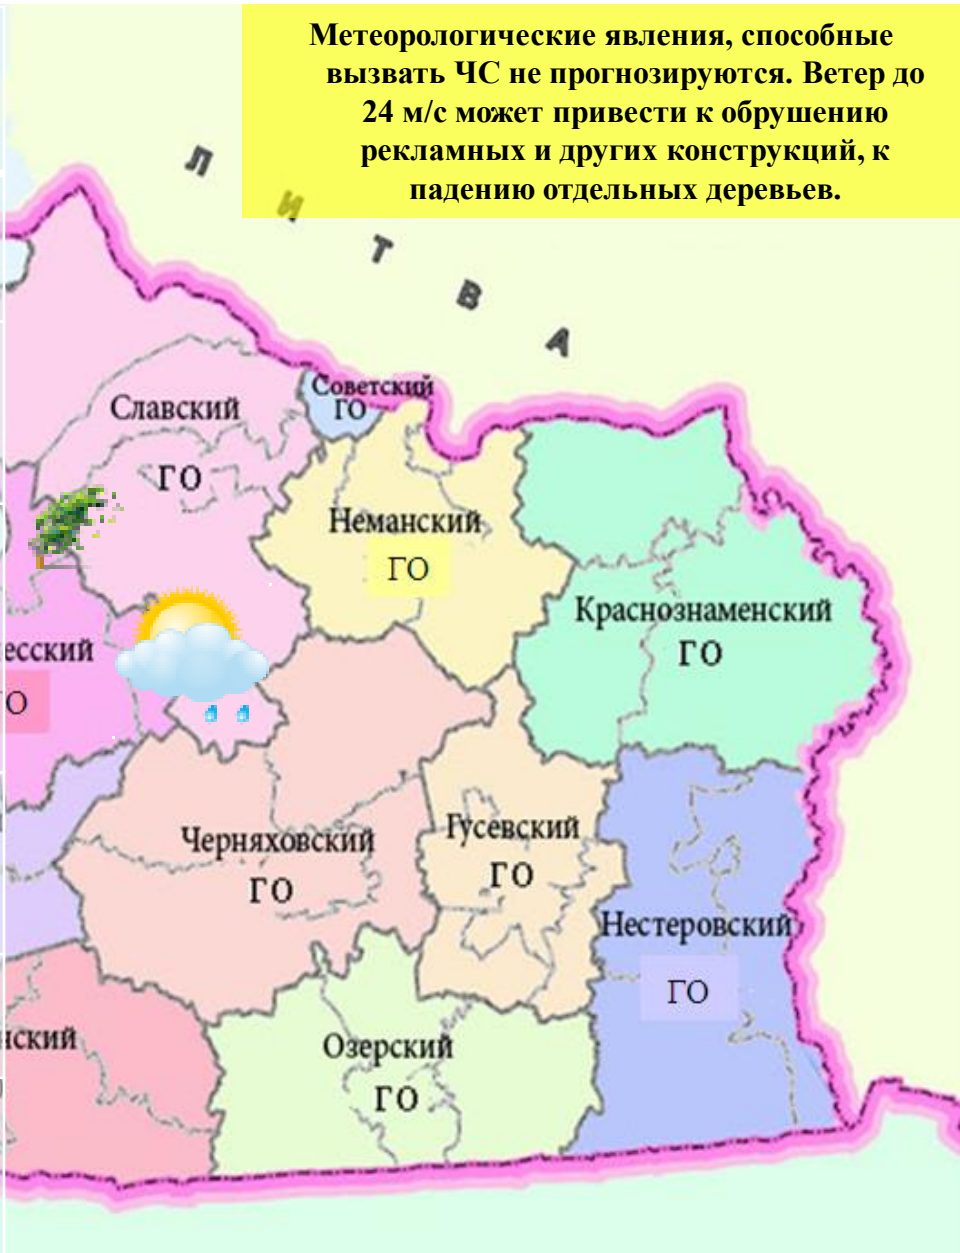 Метеорологические явления, способные
вызвать ЧС не прогнозируются. Ветер до
24 м/с может привести к обрушению
рекламных и других конструкций, к
падению отдельных деревьев.
Л И Т В А
Советский
ГО
Славский
ГО
Неманский
ГО
Краснознаменский
ГО
есский
О
Черняховский
ГО
Гусевский
ГО
Нестеровский
ГО
нский
Озерский
ГО